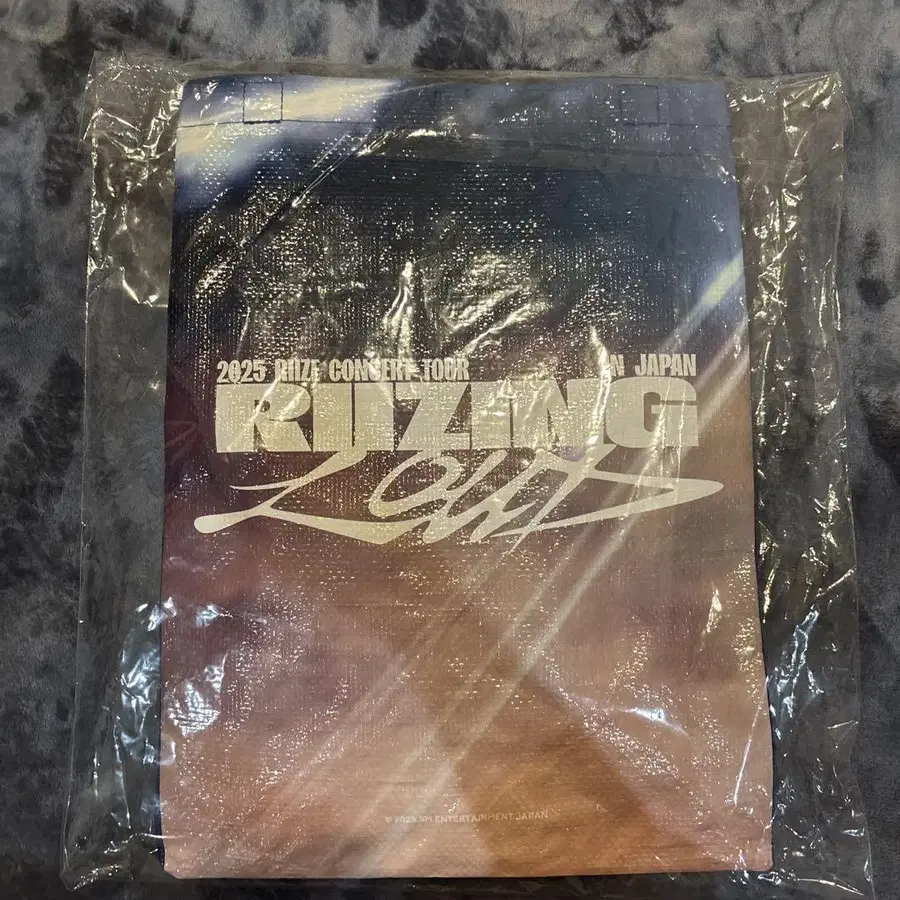 2025 RIIZE CONCERT TOUR IN JAPAN
RIIZING
LOUD
© 2025 SM ENTERTAINMENT JAPAN